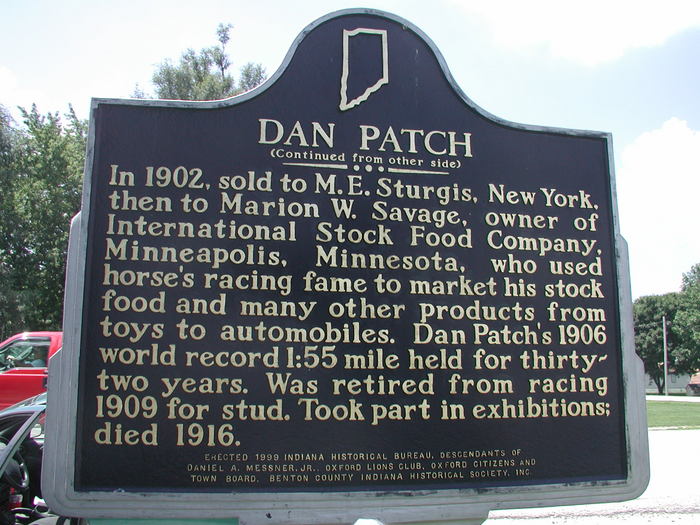 DAN PATCH
(Continued from other side)
In 1902, sold to M.E. Sturgis, New York,
then to Marion W. Savage, owner of
International Stock Food Company,
Minneapolis, Minnesota, who used
horse's racing fame to market his stock
food and many other products from
toys to automobiles. Dan Patch's 1906
world record 1:55 mile held for thirty-
two years. Was retired from racing
1909 for stud. Took part in exhibitions;
died 1916.
ERECTED 1999 INDIANA HISTORICAL BUREAU, DESCENDANTS OF
DANIEL A. MESSNER, JR., OXFORD LIONS CLUB, OXFORD CITIZENS AND
TOWN BOARD, BENTON COUNTY INDIANA HISTORICAL SOCIETY, INC.